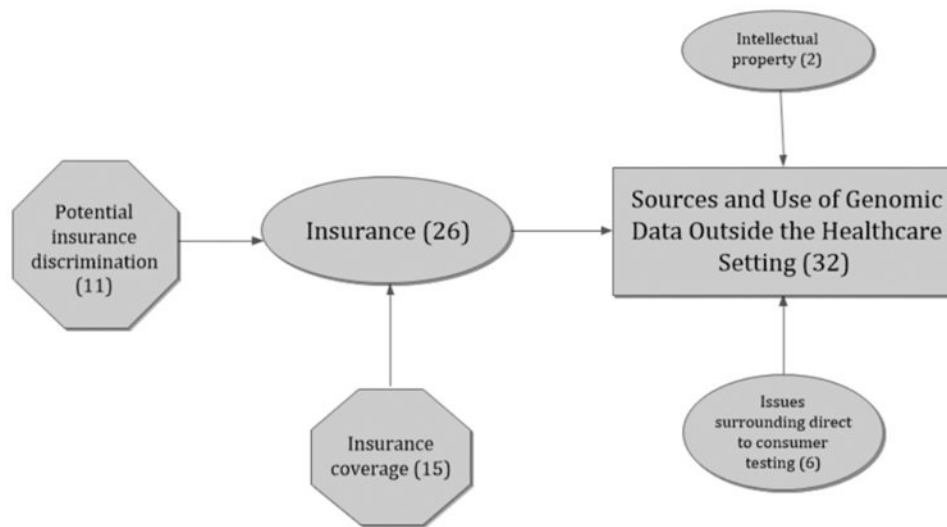 Intellectual
property (2)
Potential
insurance
discrimination
(11)
Insurance (26)
Sources and Use of Genomic
Data Outside the Healthcare
Setting (32)
Insurance
coverage (15)
Issues
surrounding direct
to consumer
testing (6)